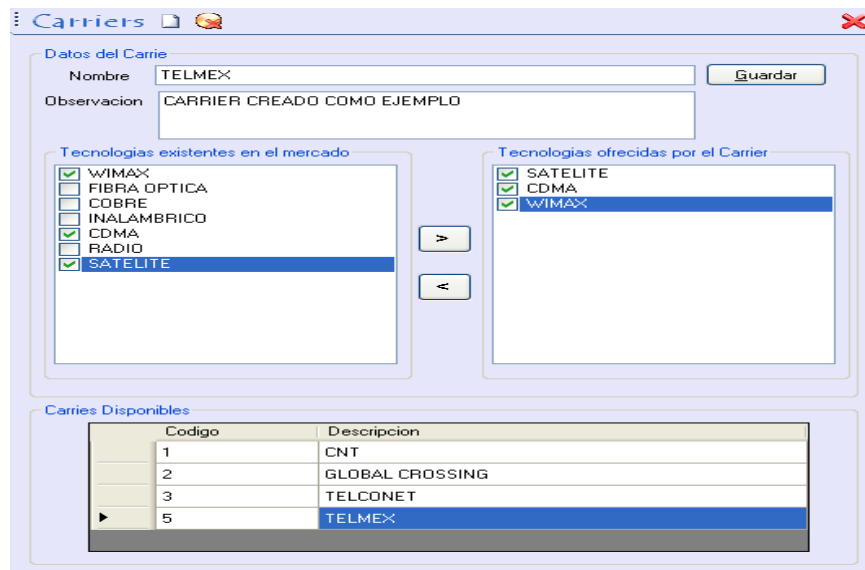 Carriers
Datos del Carrie
Nombre TELMEX Guardar
Observacion CARRIER CREADO COMO EJEMPLO
Tecnologias existentes en el mercado
WIMAX
FIBRA OPTICA
COBRE
INALAMBRICO
CDMA
RADIO
SATELITE
>
<
Tecnologias ofrecidas por el Carrier
SATELITE
CDMA
WIMAX
Carries Disponibles
Codigo Descripcion
1 CNT
2 GLOBAL CROSSING
3 TELCONET
5 TELMEX